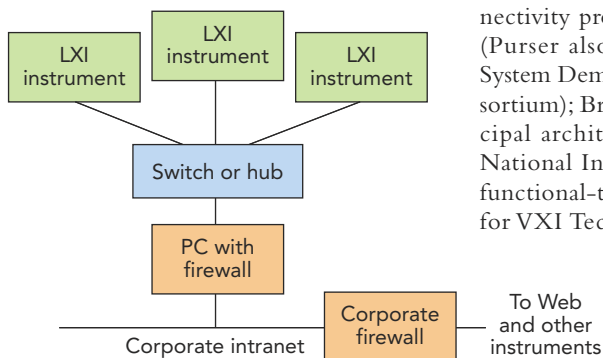 LXI
instrument
LXI
instrument
LXI
instrument
Switch or hub
PC with
firewall
Corporate
firewall
Corporate intranet
To Web
and other
instruments
nectivity pro
(Purser also
System Dem
sortium); Br
cipal archit
National In
functional-t
for VXI Tec